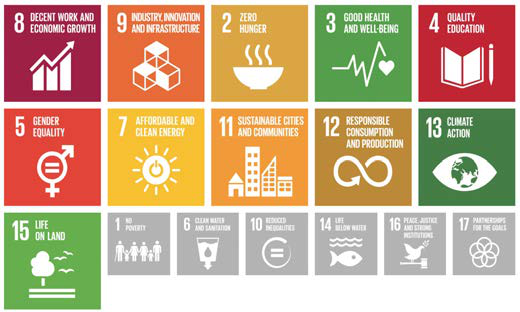 8 DECENT WORK AND
ECONOMIC GROWTH
9 INDUSTRY, INNOVATION
AND INFRASTRUCTURE
2 ZERO
HUNGER
3 GOOD HEALTH
AND WELL-BEING
4 QUALITY
EDUCATION
5 GENDER
EQUALITY
7 AFFORDABLE AND
CLEAN ENERGY
11 SUSTAINABLE CITIES
AND COMMUNITIES
12 RESPONSIBLE
CONSUMPTION
AND PRODUCTION
13 CLIMATE
ACTION
15 LIFE
ON LAND
1 NO
POVERTY
6 CLEAN WATER
AND SANITATION
10 REDUCED
INEQUALITIES
14 LIFE
BELOW WATER
16 PEACE, JUSTICE
AND STRONG
INSTITUTIONS
17 PARTNERSHIPS
FOR THE GOALS